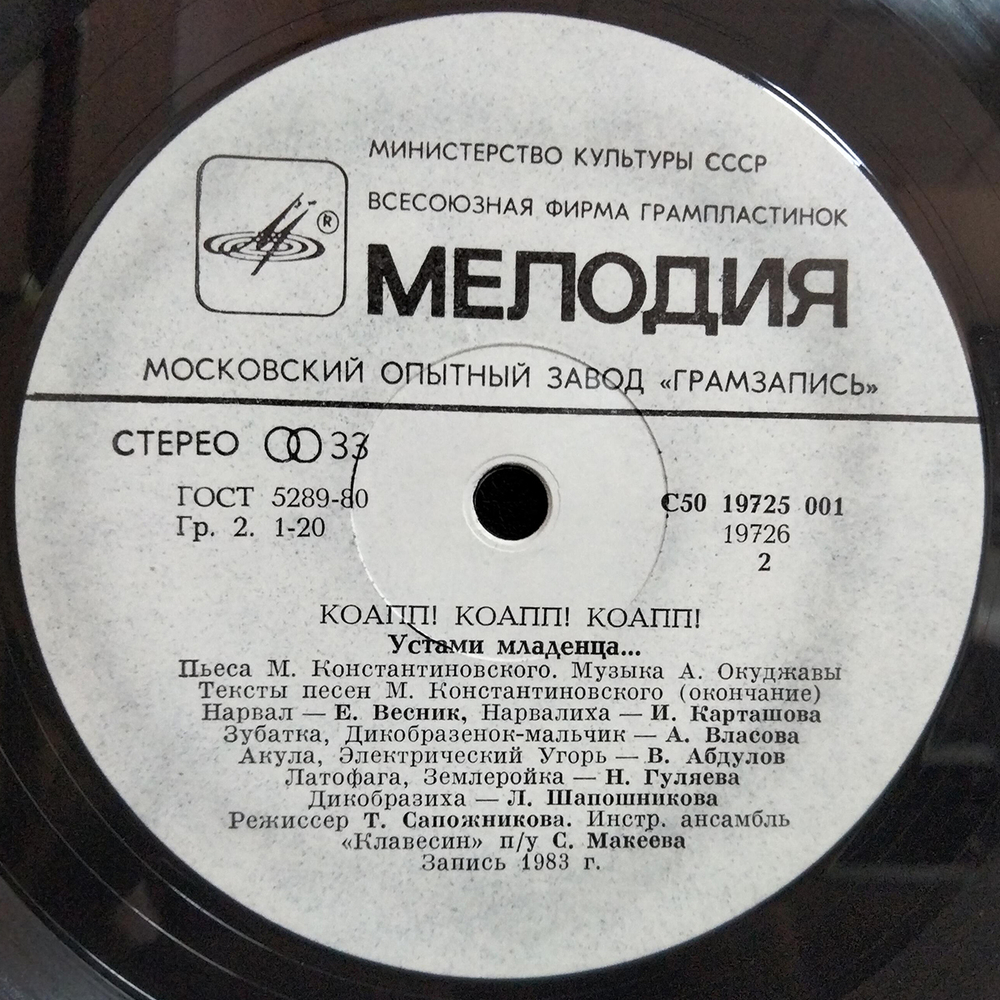 МИНИСТЕРСТВО КУЛЬТУРЫ СССР
ВСЕСОЮЗНАЯ ФИРМА ГРАМПЛАСТИНОК
®
МЕЛОДИЯ
МОСКОВСКИЙ ОПЫТНЫЙ ЗАВОД «ГРАМЗАПИСЬ»
СТЕРЕО 33
ГОСТ 5289-80
Гр. 2. 1-20
С50 19725 001
19726
2
КОАПП! КОАПП! КОАПП!
Устами младенца...
Пьеса М. Константиновского. Музыка А. Окуджавы
Тексты песен М. Константиновского (окончание)
Нарвал — Е. Весник, Нарвалиха — И. Карташова
Зубатка, Дикобразенок-мальчик — А. Власова
Акула, Электрический Угорь — В. Абдулов
Латофага, Землеройка — Н. Гуляева
Дикобразиха — Л. Шапошникова
Режиссер Т. Сапожникова. Инстр. ансамбль
«Клавесин» п/у С. Макеева
Запись 1983 г.